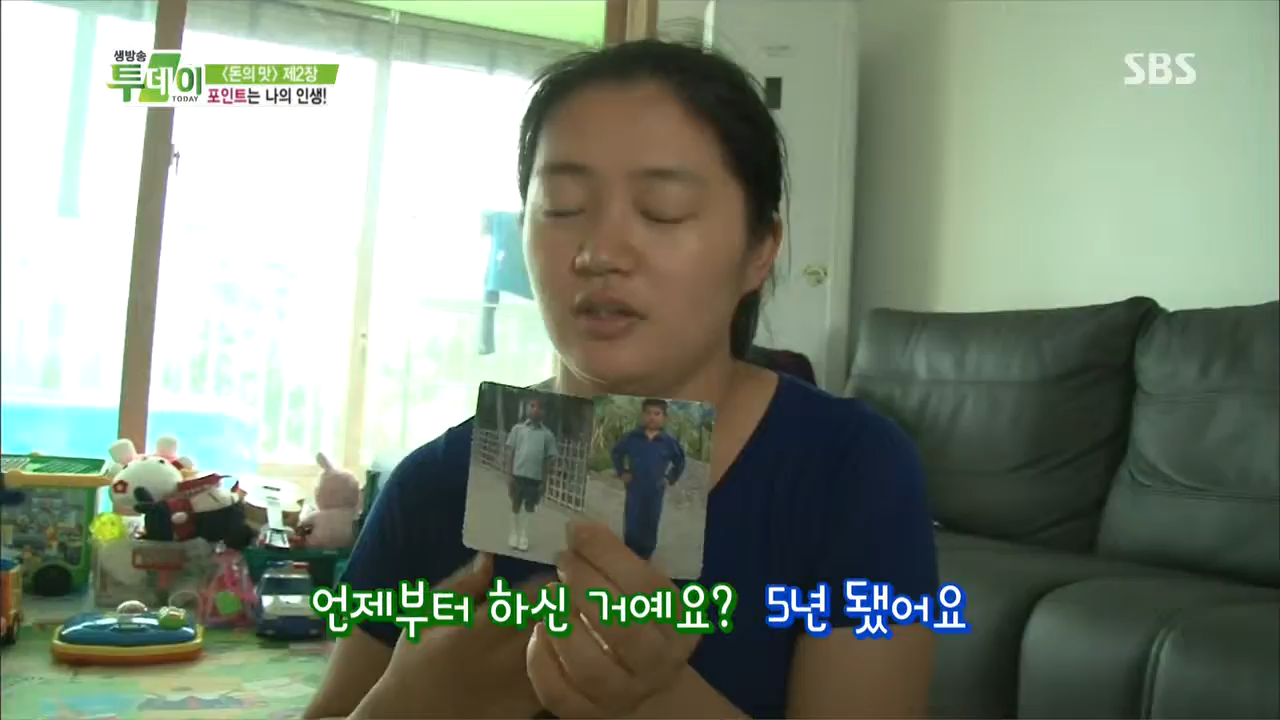 생방송
투데이
TODAY
<돈의 맛> 제2장
포인트는 나의 인생!
SBS
언제부터 하신 거예요? 5년 됐어요